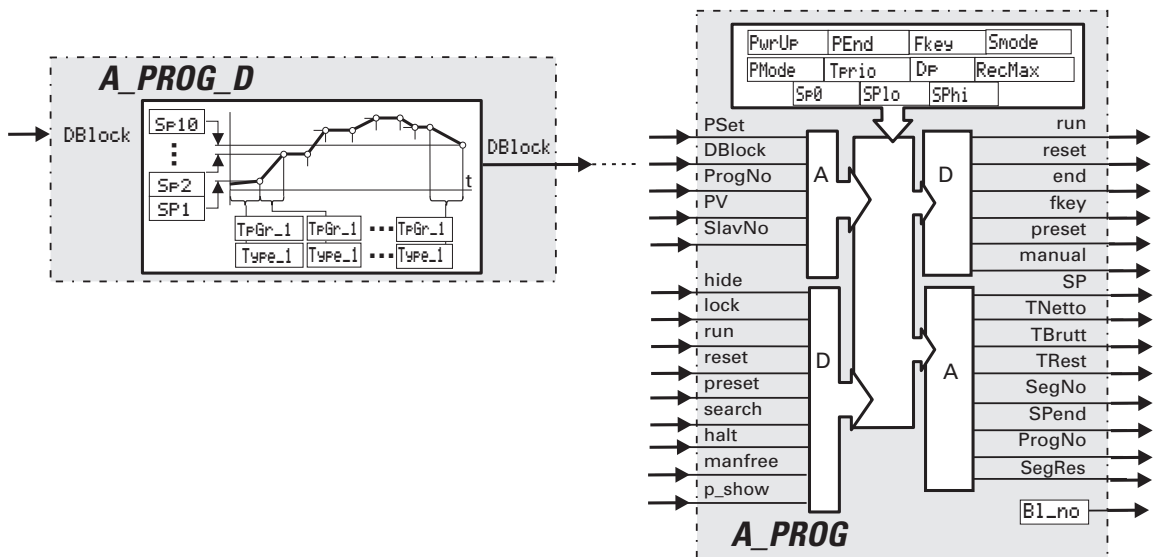 A_PROG_D
DBlock
Sp10
Sp2
SP1
t
TpGr_1 TpGr_1 TpGr_1
Type_1 Type_1 Type_1
DBlock
PwrUp PEnd Fkey Smode
PMode Tprio Dp RecMax
Sp0 SPlo SPhi
PSet
DBlock
ProgNo
PV
SlavNo
A
hide
lock
run
reset
preset
search
halt
manfree
p_show
D
D
run
reset
end
fkey
preset
manual
A
SP
TNetto
TBrutt
TRest
SegNo
SPend
ProgNo
SegRes
Bl_no
A_PROG